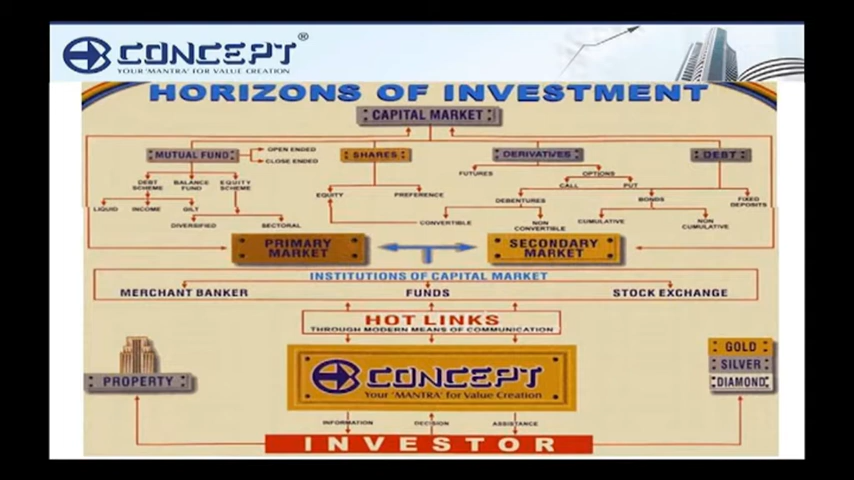 CONCEPT®
YOUR 'MANTRA' FOR VALUE CREATION
HORIZONS OF INVESTMENT
CAPITAL MARKET
MUTUAL FUND
OPEN ENDED
CLOSE ENDED
SHARES
DERIVATIVES
DEBT
DEBT SCHEME
BALANCE FUND
EQUITY SCHEME
EQUITY
PREFERENCE
FUTURES
OPTIONS
CALL
PUT
DEBENTURES
BONDS
FIXED DEPOSITS
LIQUID
INCOME
GILT
DIVERSIFIED
SECTORAL
CONVERTIBLE
NON CONVERTIBLE
CUMULATIVE
NON CUMULATIVE
PRIMARY MARKET
SECONDARY MARKET
INSTITUTIONS OF CAPITAL MARKET
MERCHANT BANKER
FUNDS
STOCK EXCHANGE
HOT LINKS
THROUGH MODERN MEANS OF COMMUNICATION
PROPERTY
CONCEPT
Your 'MANTRA' for Value Creation
GOLD
SILVER
DIAMOND
INFORMATION
DECISION
ASSISTANCE
INVESTOR